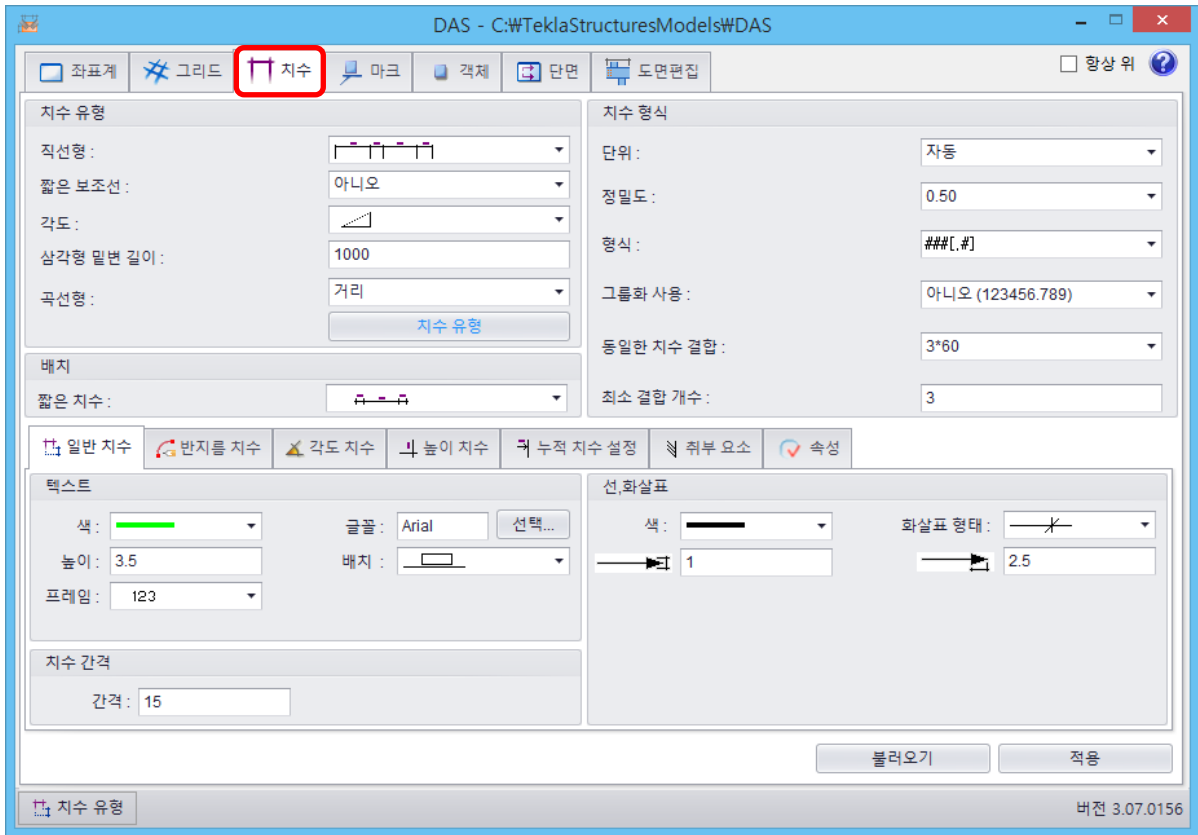 DAS - C:₩TeklaStructuresModels₩DAS
좌표계 그리드 치수 마크 객체 단면 도면편집 항상 위
치수 유형
직선형 :
짧은 보조선 : 아니오
각도 :
삼각형 밑변 길이 : 1000
곡선형 : 거리
치수 유형
배치
짧은 치수 :
치수 형식
단위 : 자동
정밀도 : 0.50
형식 : ###[,#]
그룹화 사용 : 아니오 (123456.789)
동일한 치수 결합 : 3*60
최소 결합 개수 : 3
일반 치수 반지름 치수 각도 치수 높이 치수 누적 치수 설정 취부 요소 속성
텍스트
색 : 글꼴 : Arial 선택...
높이 : 3.5 배치 :
프레임 : 123
치수 간격
간격 : 15
선,화살표
색 : 화살표 형태 :
1 2.5
불러오기 적용
치수 유형 버전 3.07.0156